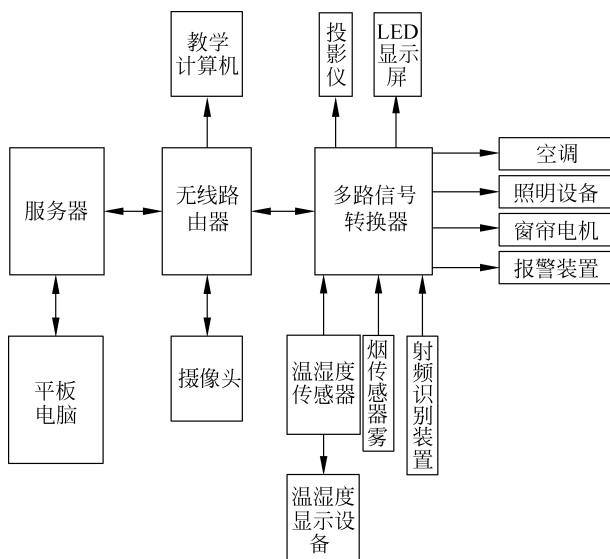 教学
计算机
投影仪
LED
显示
屏
服务器
无线路
由器
多路信号
转换器
空调
照明设备
窗帘电机
报警装置
平板
电脑
摄像头
温湿度
传感器
烟传感器雾
射频识别装置
温湿度
显示设
备